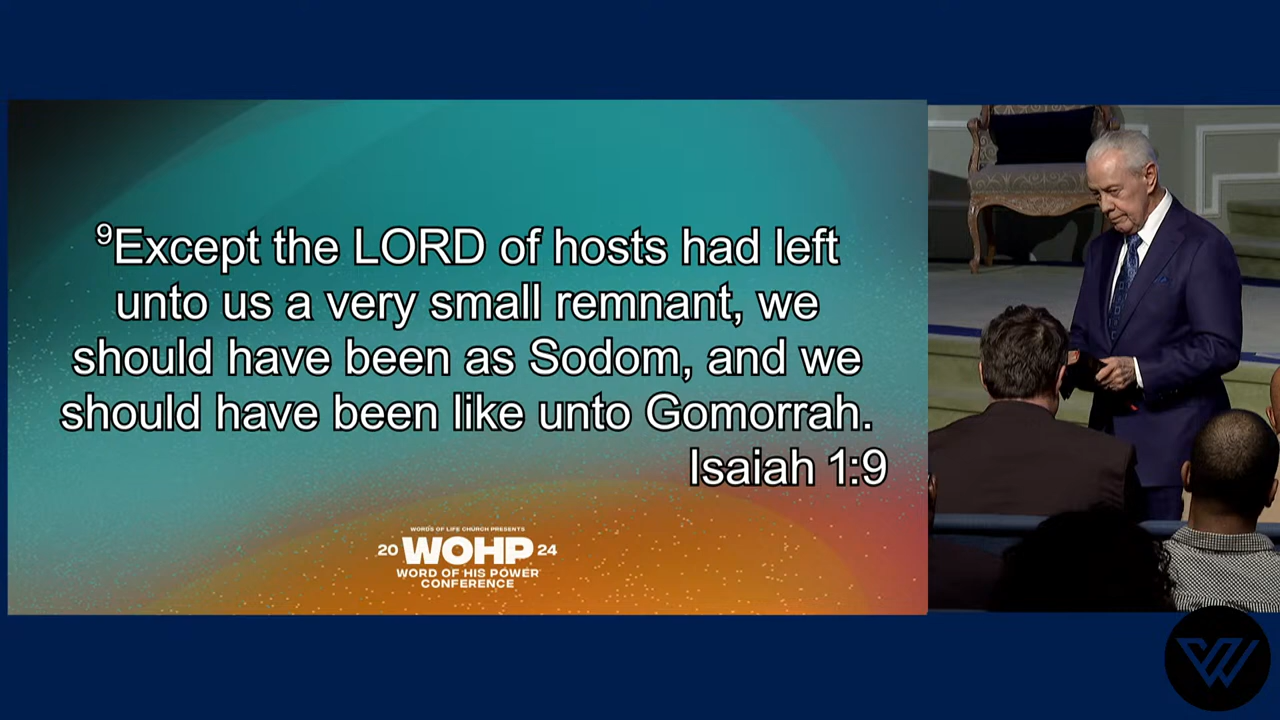 9Except the LORD of hosts had left
unto us a very small remnant, we
should have been as Sodom, and we
should have been like unto Gomorrah.
Isaiah 1:9
WORDS OF LIFE CHURCH PRESENTS
20 WOHP 24
WORD OF HIS POWER
CONFERENCE